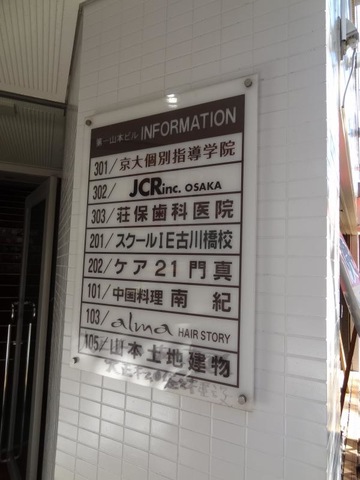 第一山本ビル INFORMATION
301/京大個別指導学院
302/ JCR inc. OSAKA
303/荘保歯科医院
201/スクールIE古川橋校
202/ケア21門真
101/中国料理 南紀
103/alma HAIR STORY
105/山本土地建物